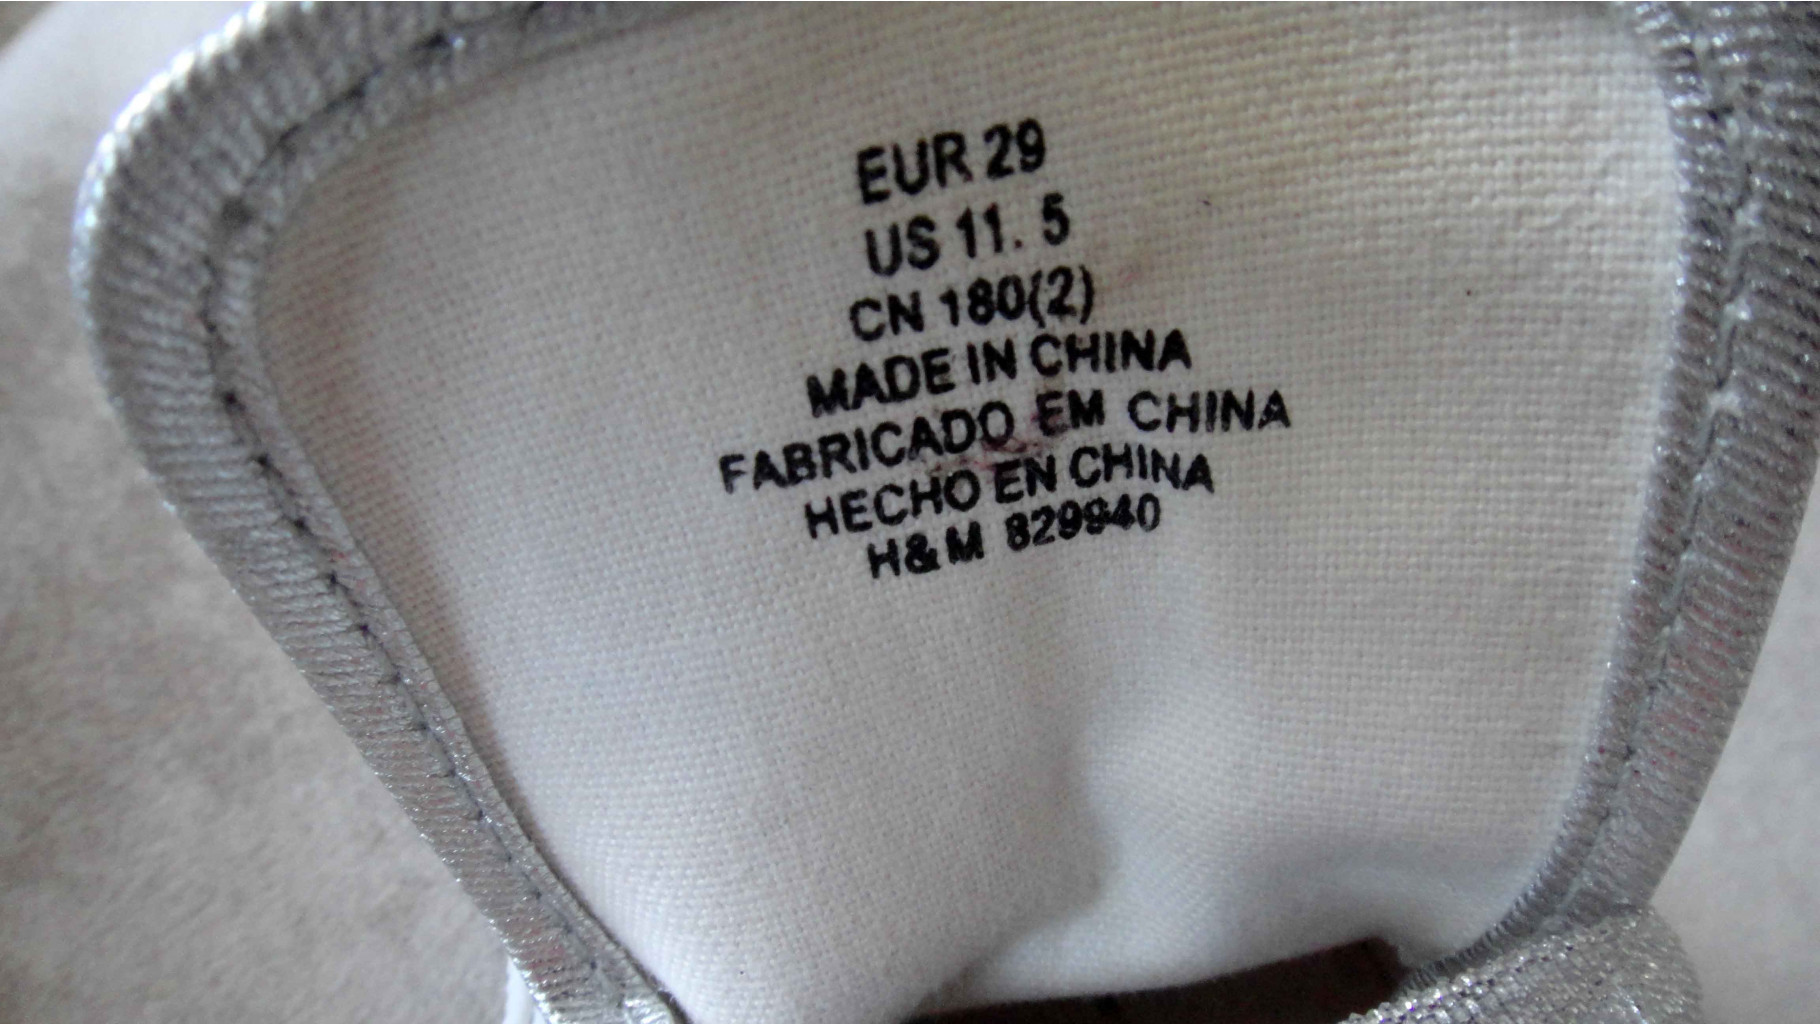 EUR 29
US 11. 5
CN 180(2)
MADE IN CHINA
FABRICADO EM CHINA
HECHO EN CHINA
H&M 829940